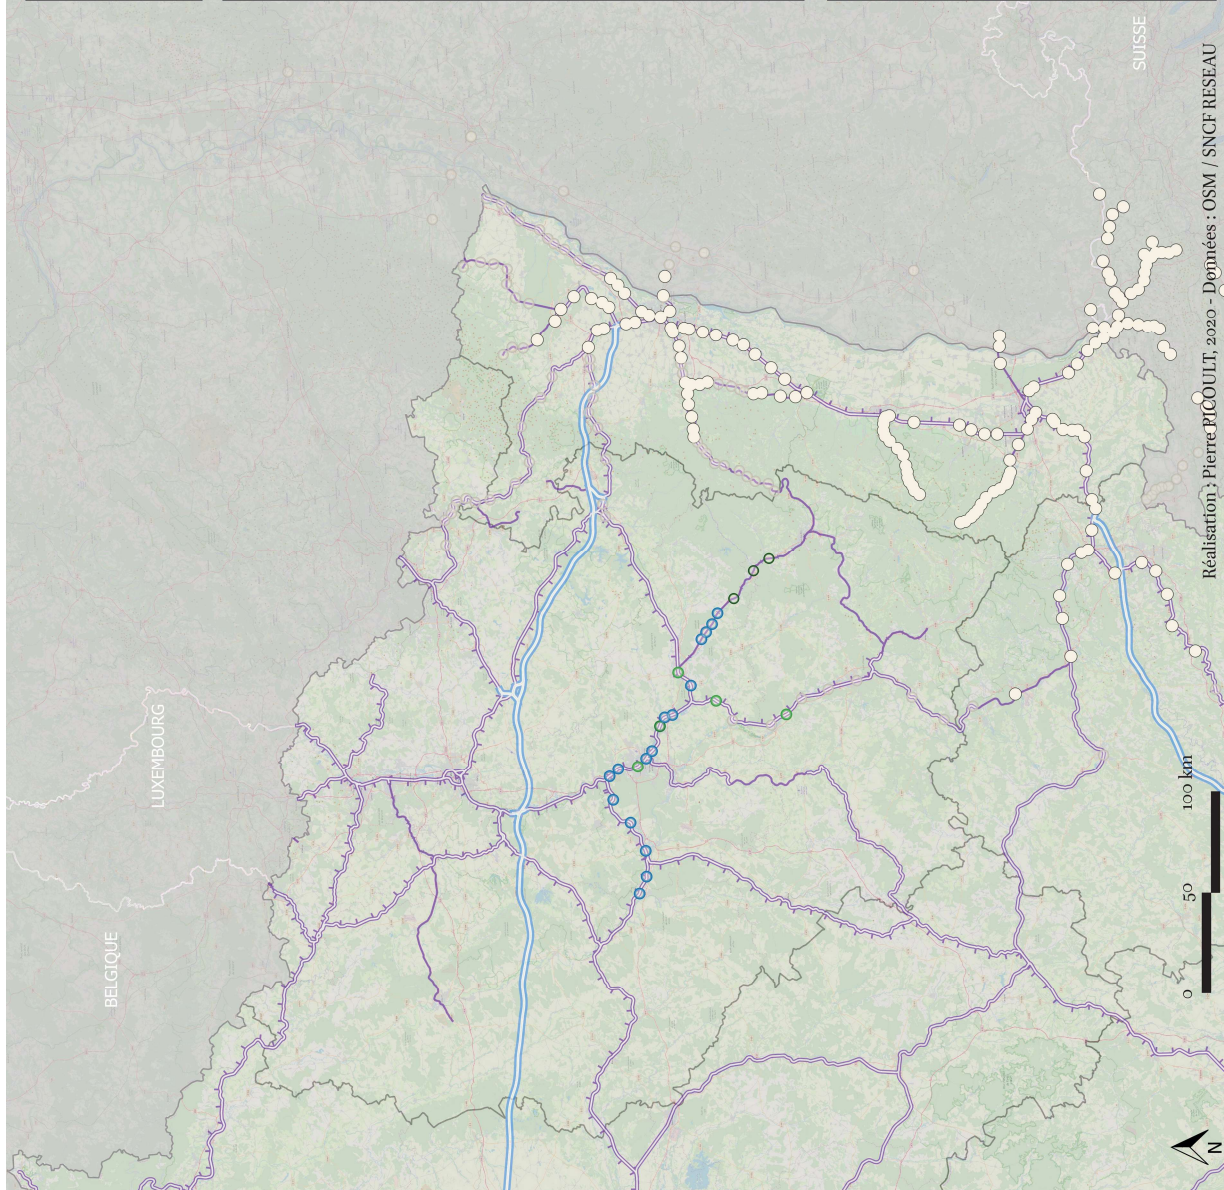 SUISSE
LUXEMBOURG
BELGIQUE
0 50 100 km
N
Réalisation : Pierre PICOULT, 2020 - Données : OSM / SNCF RESEAU